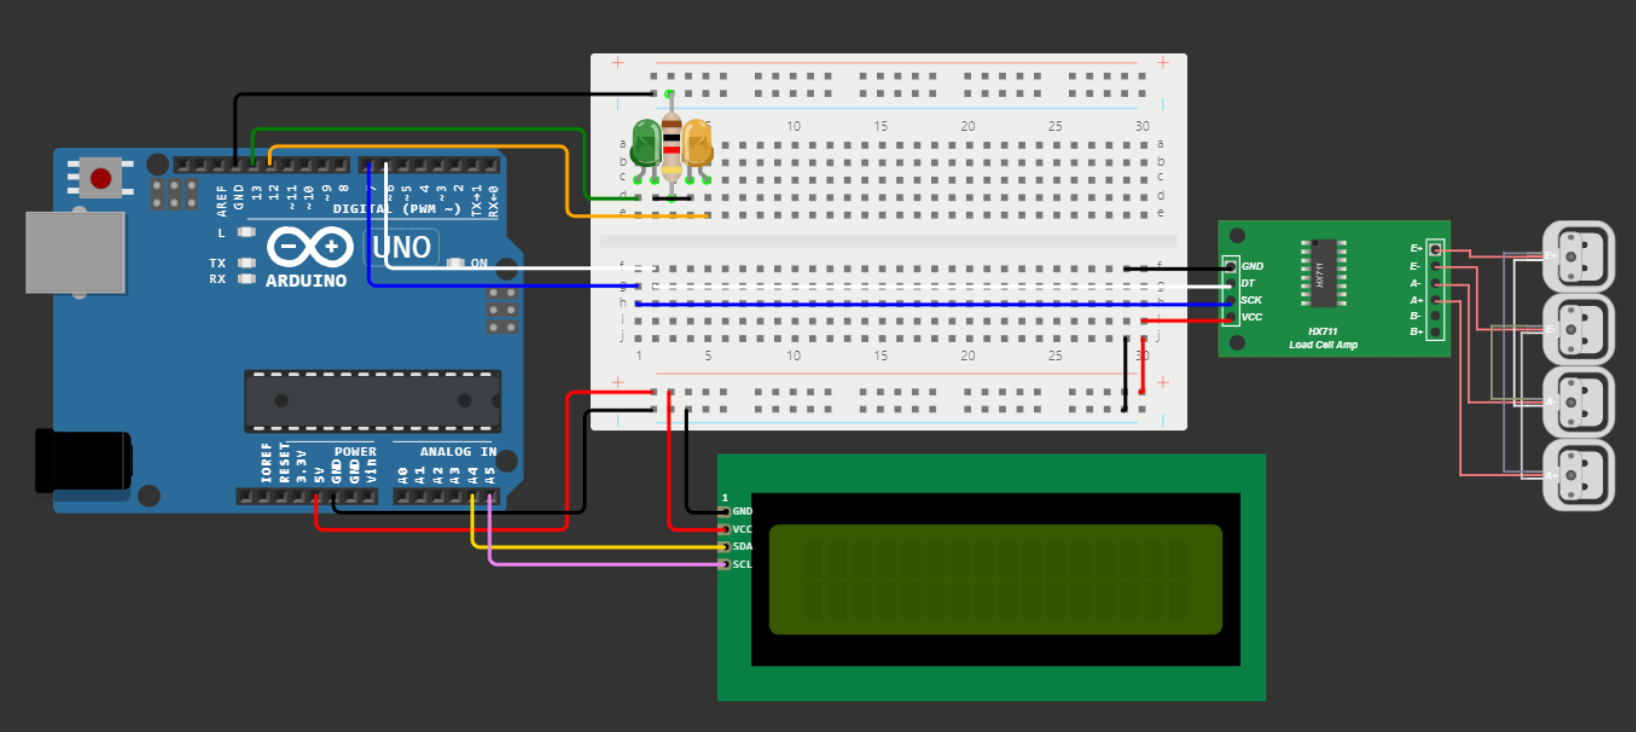 + +
5 10 15 20 25 30
a a
b b
c c
d d
e e
AREF
GND
13
12
~11
~10
~9
8
7
~6
~5
4
~3
2
TX→1
RX←0
DIGITAL (PWM ~)
L
TX
RX
UNO
ARDUINO
ON
f f
g
h
i
j j
1 5 10 15 20 25 30
+ +
GND
DT
SCK
VCC
HX711
E+
E-
A-
A+
B-
B+
HX711
Load Cell Amp
E+
E-
A-
A+
POWER
ANALOG IN
IOREF
RESET
3.3V
5V
GND
GND
Vin
A0
A1
A2
A3
A4
A5
1
GND
VCC
SDA
SCL